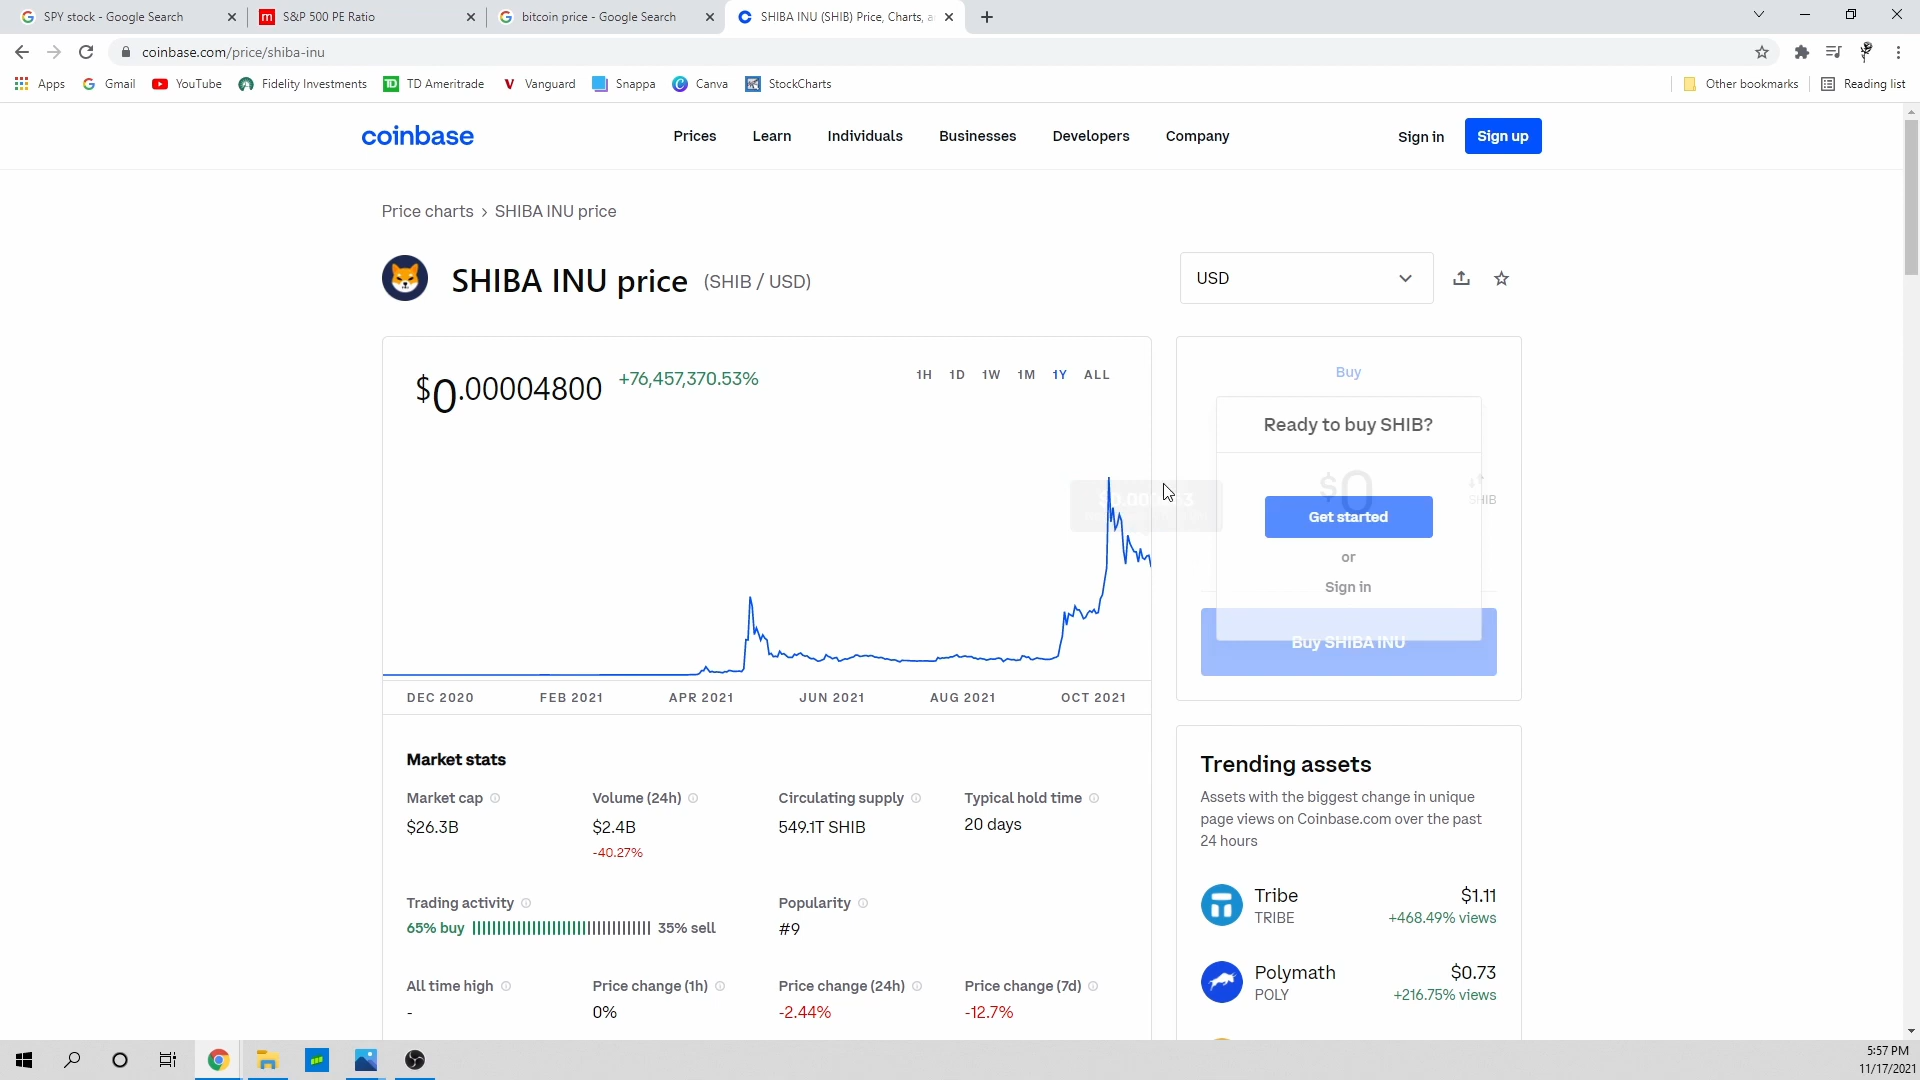 SPY stock - Google Search
S&P 500 PE Ratio
bitcoin price - Google Search
SHIBA INU (SHIB) Price, Charts, a
coinbase.com/price/shiba-inu
Apps Gmail YouTube Fidelity Investments TD Ameritrade Vanguard Snappa Canva StockCharts Other bookmarks Reading list
coinbase Prices Learn Individuals Businesses Developers Company Sign in Sign up
Price charts > SHIBA INU price
SHIBA INU price (SHIB / USD)
USD
$0.00004800 +76,457,370.53%
1H 1D 1W 1M 1Y ALL
DEC 2020 FEB 2021 APR 2021 JUN 2021 AUG 2021 OCT 2021
Buy
Ready to buy SHIB?
$0
SHIB
Get started
or
Sign in
Buy SHIBA INU
Market stats
Market cap Volume (24h) Circulating supply Typical hold time
$26.3B $2.4B 549.1T SHIB 20 days
-40.27%
Trading activity Popularity
65% buy 35% sell #9
All time high Price change (1h) Price change (24h) Price change (7d)
- 0% -2.44% -12.7%
Trending assets
Assets with the biggest change in unique
page views on Coinbase.com over the past
24 hours
Tribe $1.11
TRIBE +468.49% views
Polymath $0.73
POLY +216.75% views
5:57 PM
11/17/2021